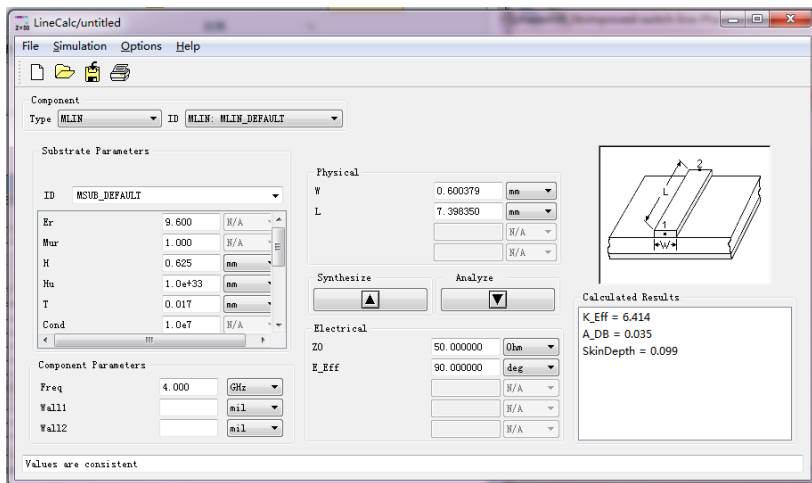 LineCalc/untitled
File Simulation Options Help
Component
Type MLIN ID MLIN: MLIN_DEFAULT
Substrate Parameters
ID MSUB_DEFAULT
Er 9.600 N/A
Mur 1.000 N/A
H 0.625 mm
Hu 1.0e+33 mm
T 0.017 mm
Cond 1.0e7 N/A
Component Parameters
Freq 4.000 GHz
Wall1 mil
Wall2 mil
Physical
W 0.600379 mm
L 7.398350 mm
N/A
N/A
Synthesize Analyze
Electrical
Z0 50.000000 Ohm
E_Eff 90.000000 deg
N/A
N/A
N/A
2
L
1
W
Calculated Results
K_Eff = 6.414
A_DB = 0.035
SkinDepth = 0.099
Values are consistent